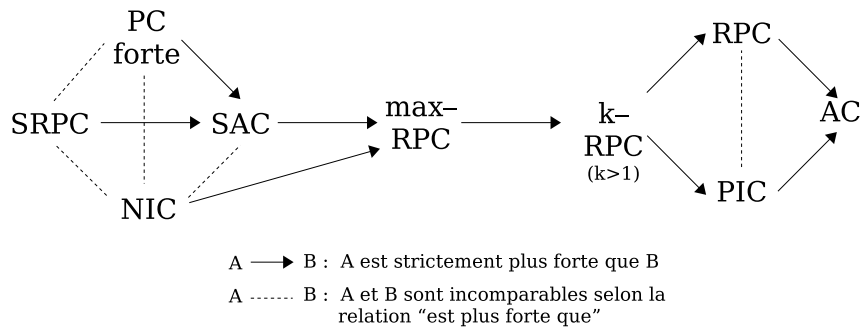 PC
forte
SRPC
SAC
NIC
max–
RPC
k–
RPC
(k>1)
RPC
PIC
AC
A B : A est strictement plus forte que B
A B : A et B sont incomparables selon la
relation “est plus forte que”